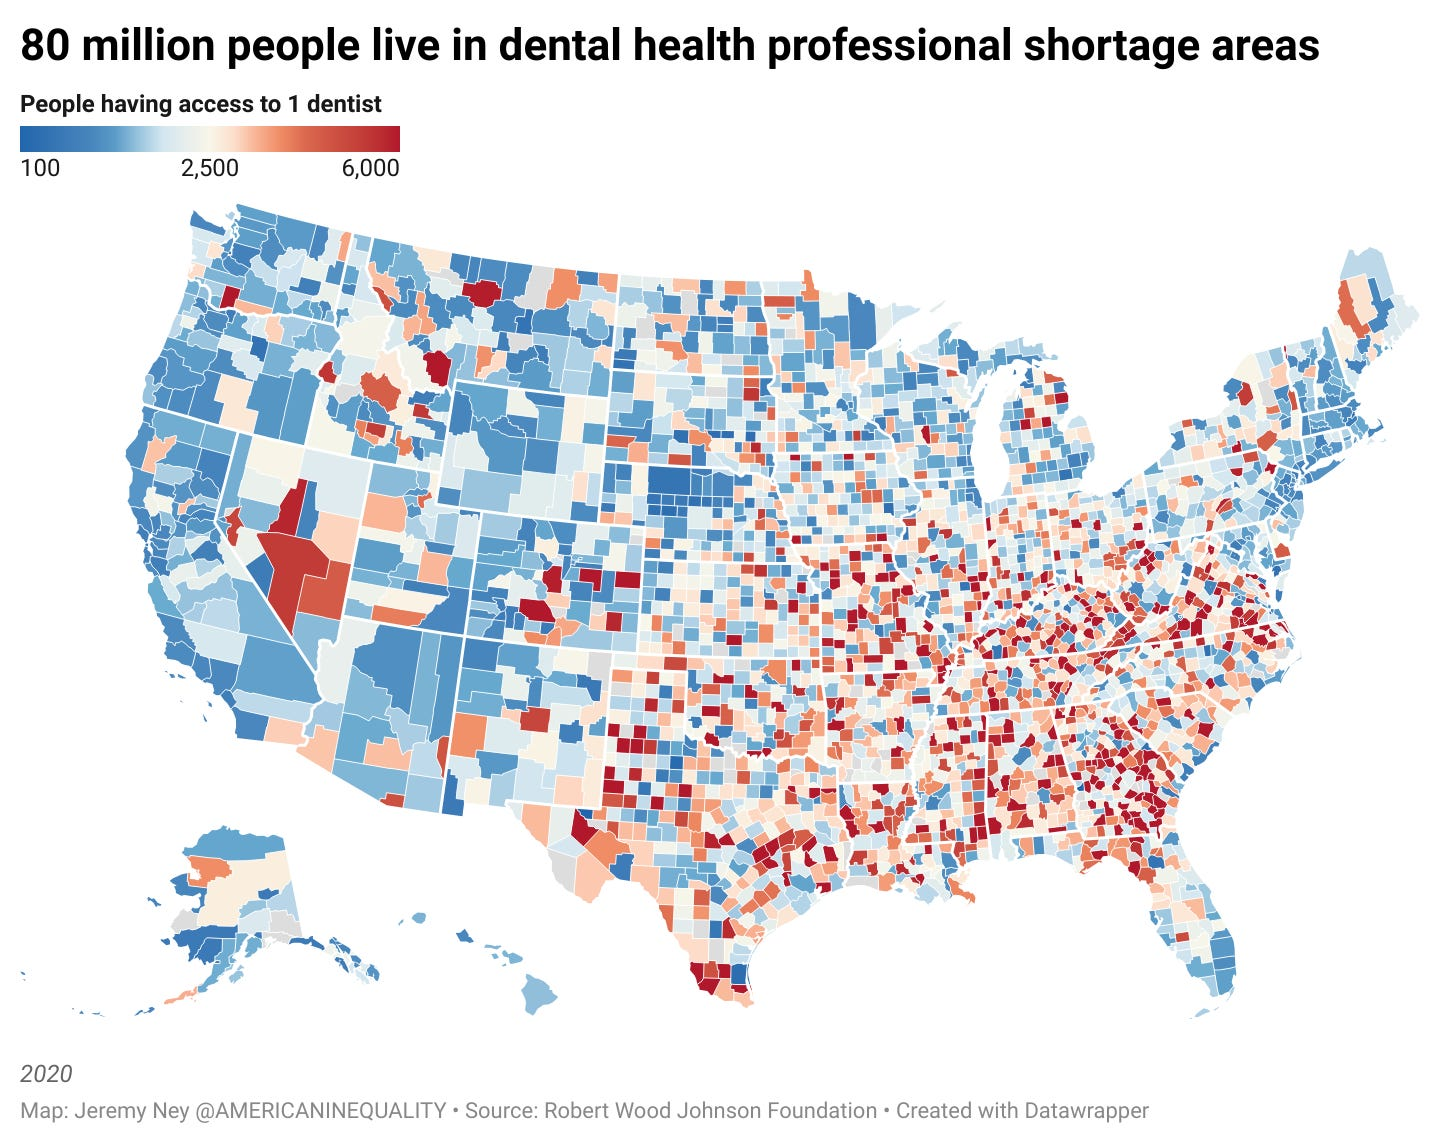 80 million people live in dental health professional shortage areas
People having access to 1 dentist
100 2,500 6,000
2020
Map: Jeremy Ney @AMERICANINEQUALITY • Source: Robert Wood Johnson Foundation • Created with Datawrapper